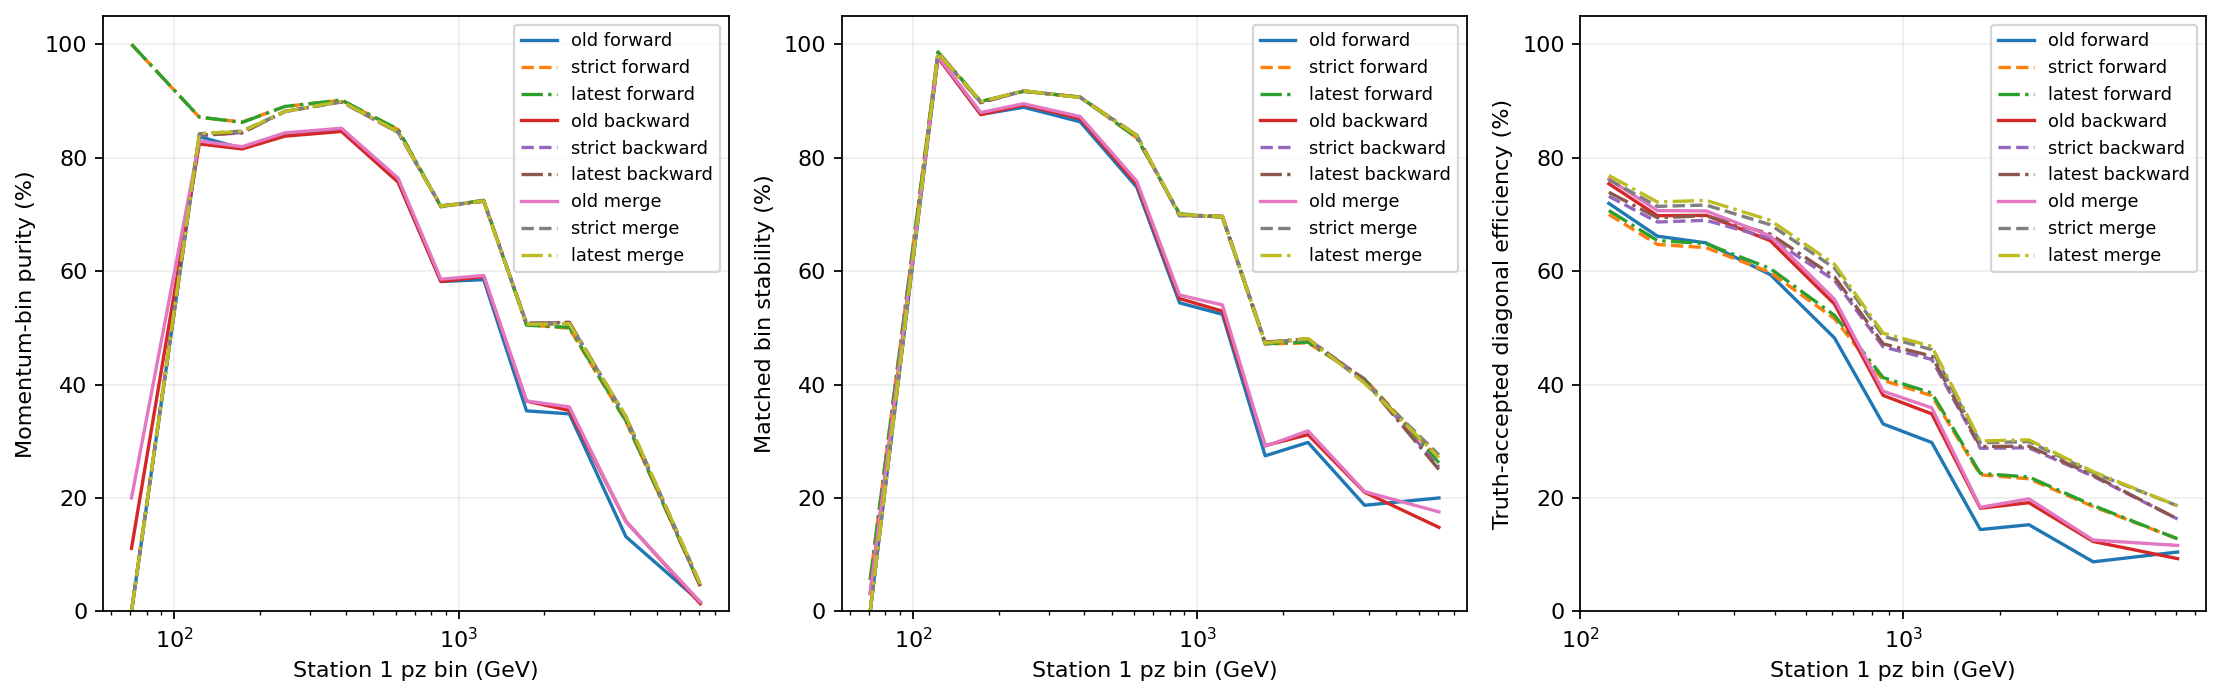 Momentum-bin purity (%)
100
80
60
40
20
0
10²
10³
Station 1 pz bin (GeV)
old forward
strict forward
latest forward
old backward
strict backward
latest backward
old merge
strict merge
latest merge
Matched bin stability (%)
100
80
60
40
20
0
10²
10³
Station 1 pz bin (GeV)
old forward
strict forward
latest forward
old backward
strict backward
latest backward
old merge
strict merge
latest merge
Truth-accepted diagonal efficiency (%)
100
80
60
40
20
0
10²
10³
Station 1 pz bin (GeV)
old forward
strict forward
latest forward
old backward
strict backward
latest backward
old merge
strict merge
latest merge